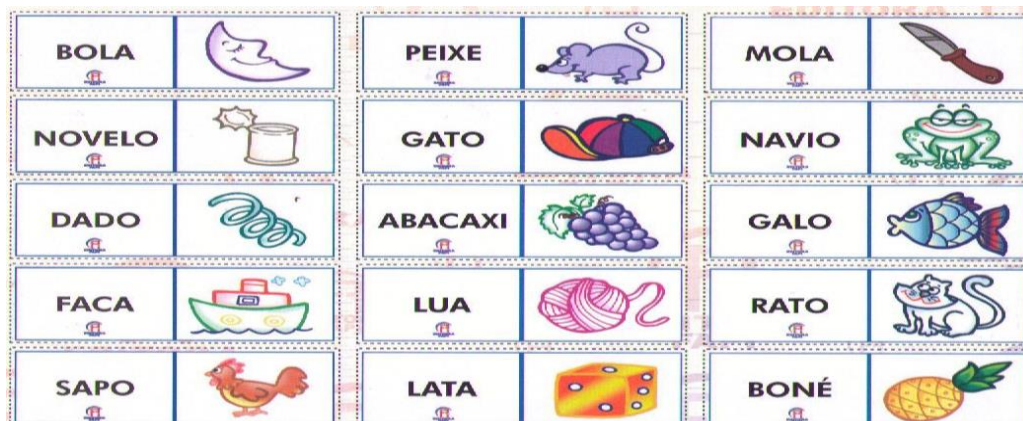 BOLA
PEIXE
MOLA
NOVELO
GATO
NAVIO
DADO
ABACAXI
GALO
FACA
LUA
RATO
SAPO
LATA
BONÉ